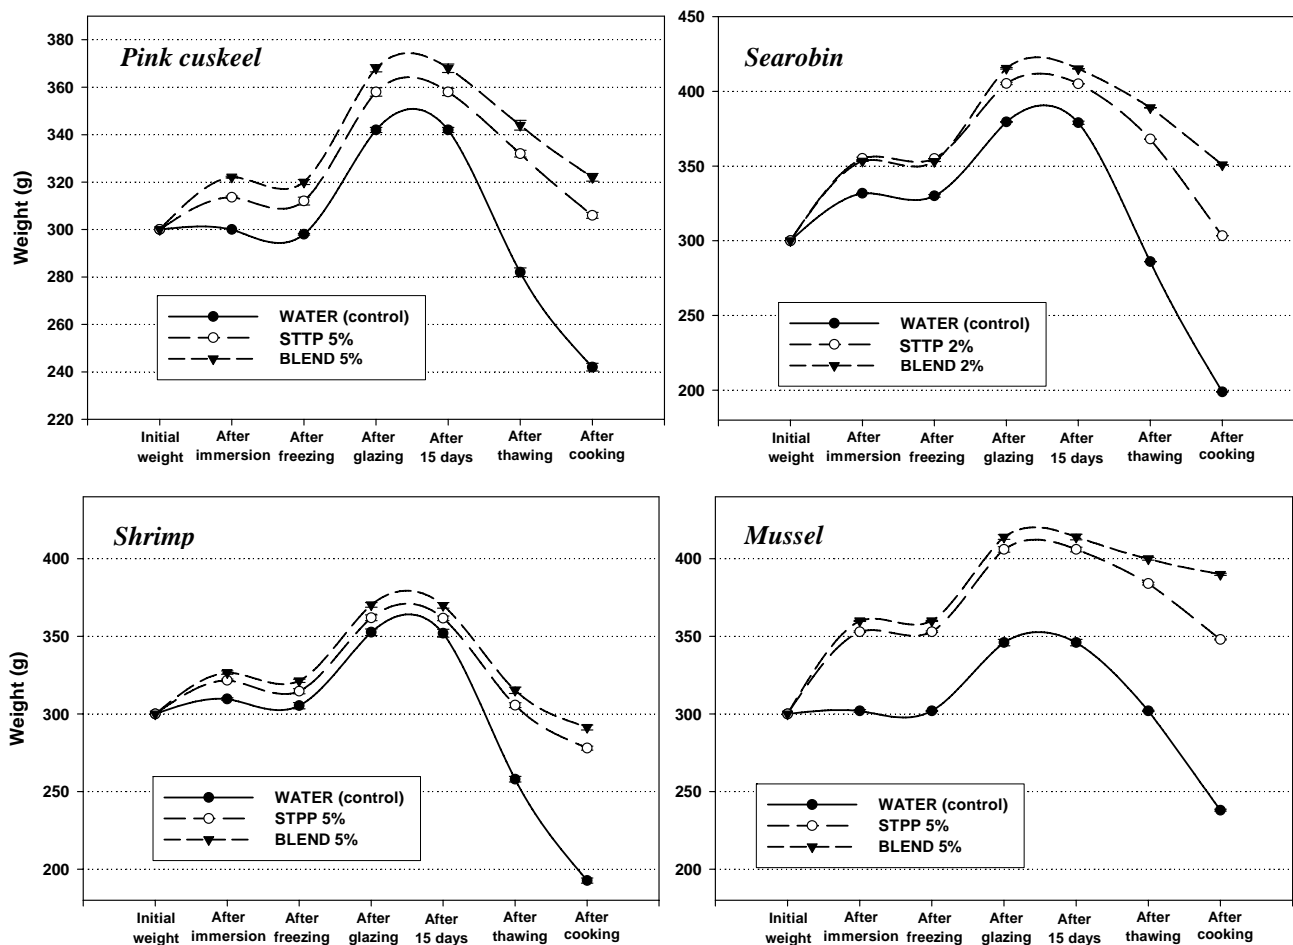 Pink cuskeel
Weight (g)
380
360
340
320
300
280
260
240
220
WATER (control)
STTP 5%
BLEND 5%
Initial
weight
After
immersion
After
freezing
After
glazing
After
15 days
After
thawing
After
cooking
Searobin
450
400
350
300
250
200
WATER (control)
STTP 2%
BLEND 2%
Initial
weight
After
immersion
After
freezing
After
glazing
After
15 days
After
thawing
After
cooking
Shrimp
Weight (g)
400
350
300
250
200
WATER (control)
STPP 5%
BLEND 5%
Initial
weight
After
immersion
After
freezing
After
glazing
After
15 days
After
thawing
After
cooking
Mussel
400
350
300
250
200
WATER (control)
STPP 5%
BLEND 5%
Initial
weight
After
immersion
After
freezing
After
glazing
After
15 days
After
thawing
After
cooking